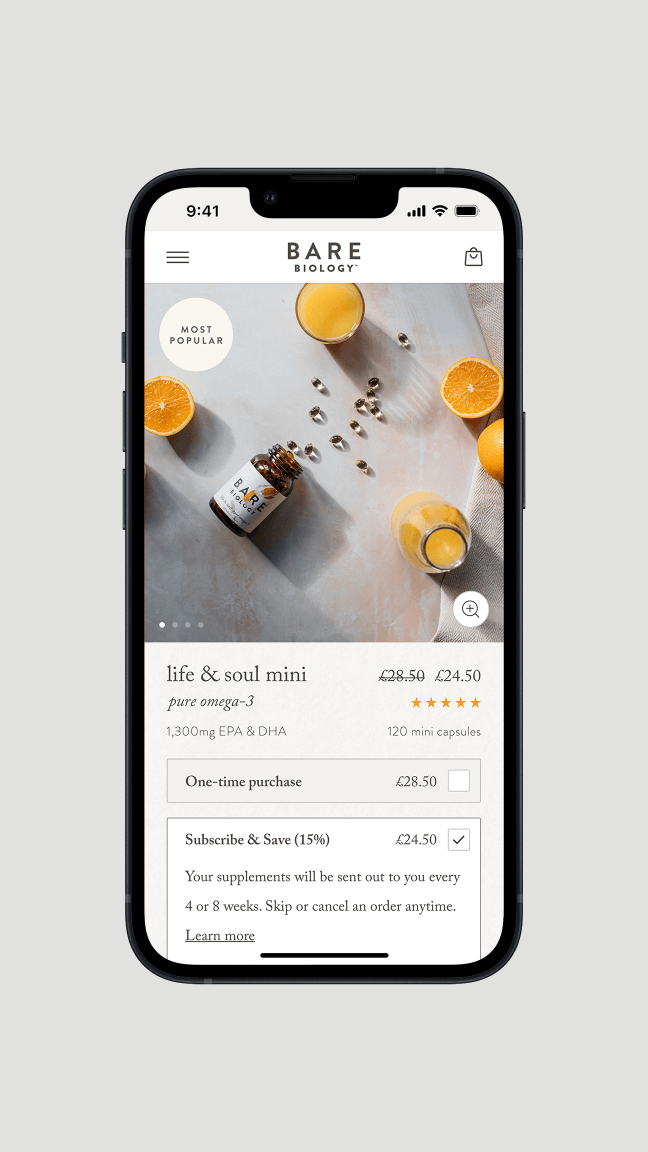 9:41
BARE
BIOLOGY™
MOST
POPULAR
BARE
BIOLOGY
life & soul mini £28.50 £24.50
pure omega-3
1,300mg EPA & DHA 120 mini capsules
One-time purchase £28.50
Subscribe & Save (15%) £24.50
Your supplements will be sent out to you every
4 or 8 weeks. Skip or cancel an order anytime.
Learn more